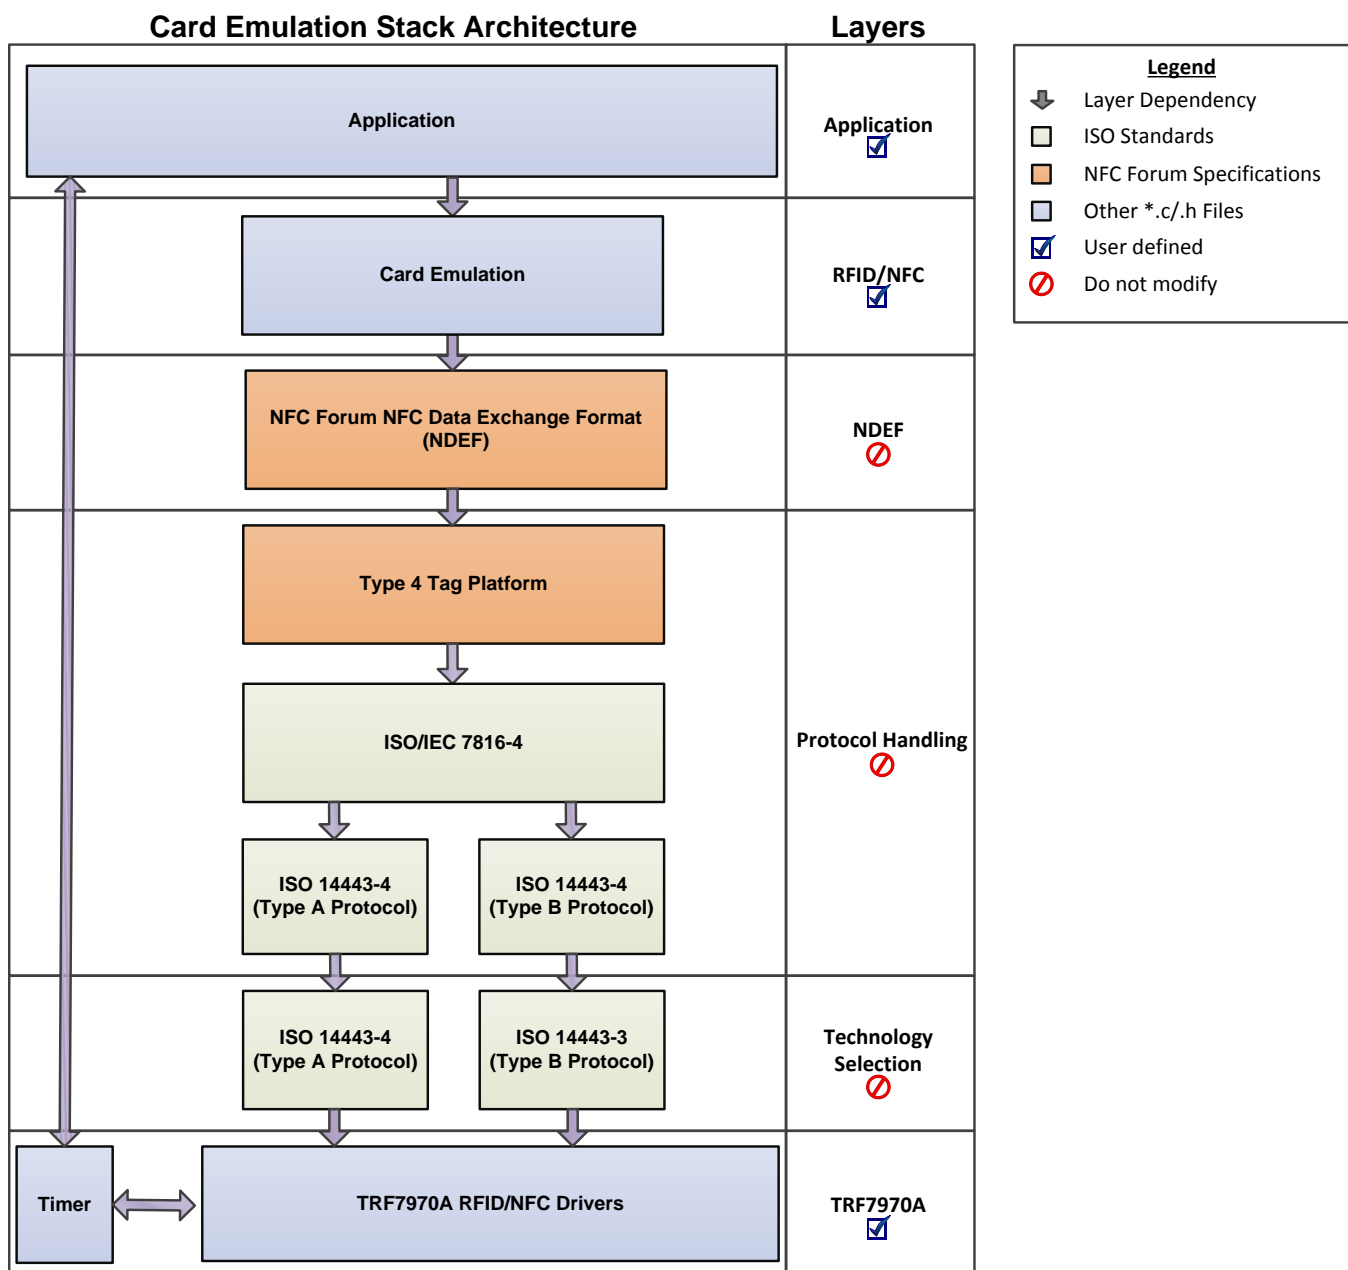 Card Emulation Stack Architecture
Layers
Application
Application
Card Emulation
RFID/NFC
NFC Forum NFC Data Exchange Format
(NDEF)
NDEF
Type 4 Tag Platform
ISO/IEC 7816-4
Protocol Handling
ISO 14443-4
(Type A Protocol)
ISO 14443-4
(Type B Protocol)
ISO 14443-4
(Type A Protocol)
ISO 14443-3
(Type B Protocol)
Technology
Selection
Timer
TRF7970A RFID/NFC Drivers
TRF7970A
Legend
Layer Dependency
ISO Standards
NFC Forum Specifications
Other *.c/.h Files
User defined
Do not modify